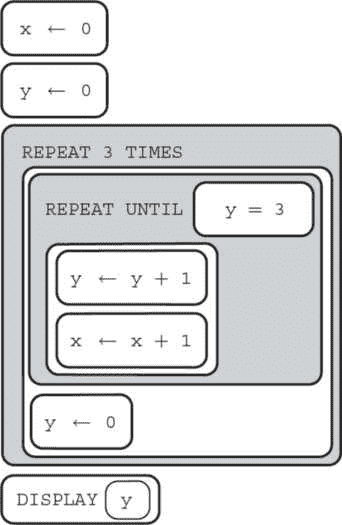 x ← 0
y ← 0
REPEAT 3 TIMES
REPEAT UNTIL y = 3
y ← y + 1
x ← x + 1
y ← 0
DISPLAY y